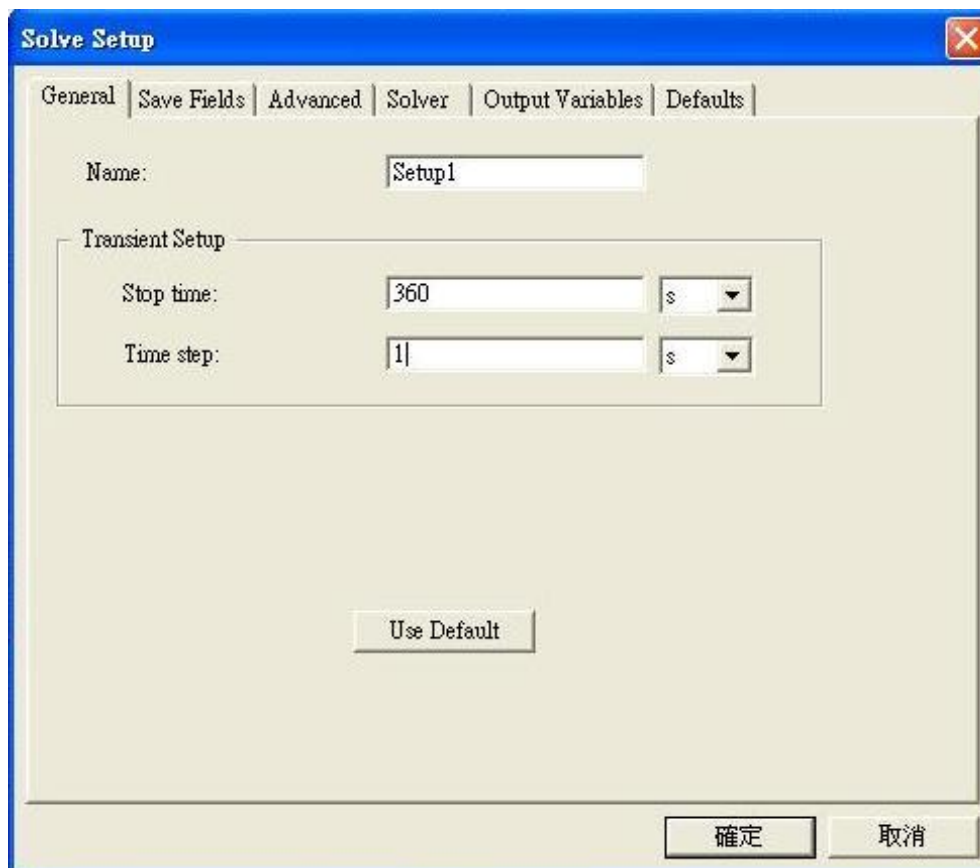 Solve Setup
General Save Fields Advanced Solver Output Variables Defaults
Name: Setup1
Transient Setup
Stop time: 360 s
Time step: 1 s
Use Default
確定 取消